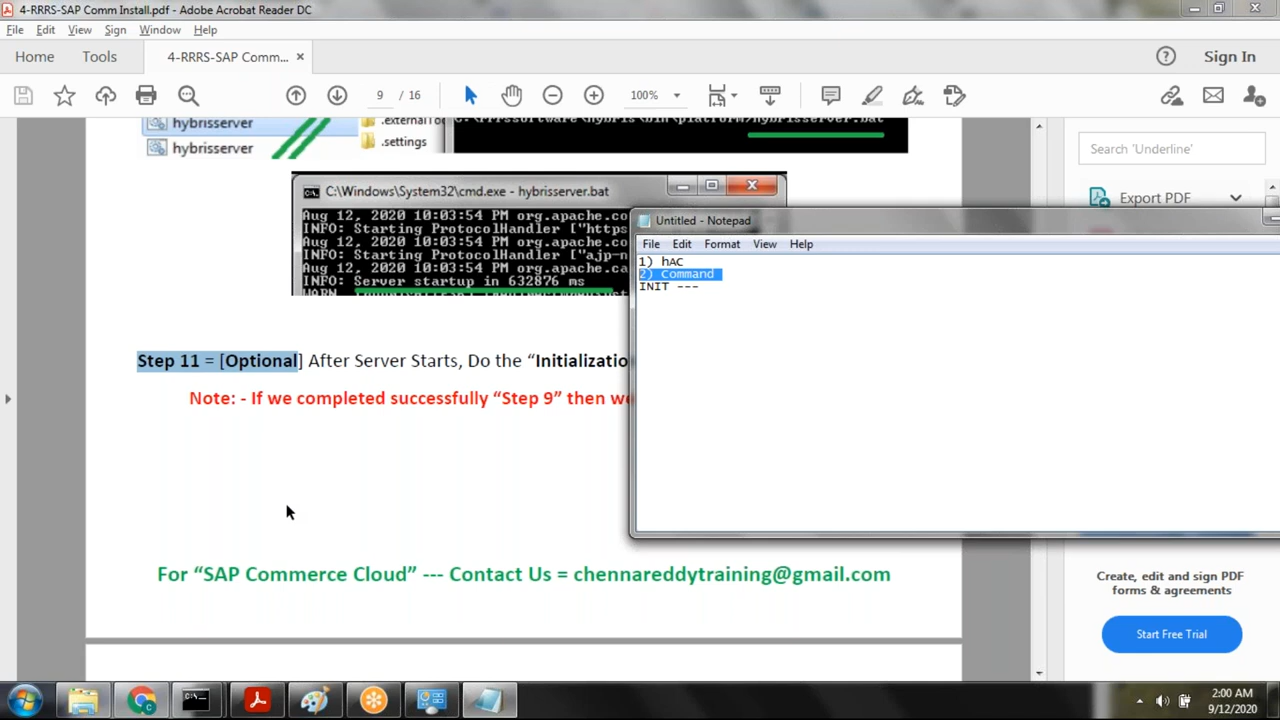 4-RRRS-SAP Comm Install.pdf - Adobe Acrobat Reader DC
File Edit View Sign Window Help
Home Tools 4-RRRS-SAP Comm... × Sign In
9 / 16 100%
Search 'Underline'
hybrisserver
hybrisserver
.settings
Export PDF
C:\Windows\System32\cmd.exe - hybrisserver.bat
Aug 12, 2020 10:03:54 PM org.apache.co
INFO: Starting ProtocolHandler ["https
Aug 12, 2020 10:03:54 PM org.apache.co
INFO: Starting ProtocolHandler ["ajp-n
Aug 12, 2020 10:03:54 PM org.apache.ca
INFO: Server startup in 632876 ms
Untitled - Notepad
File Edit Format View Help
1) hAC
2) Command
INIT ---
Step 11 = [Optional] After Server Starts, Do the “Initializatio
Note: - If we completed successfully “Step 9” then we
For “SAP Commerce Cloud” --- Contact Us = chennareddytraining@gmail.com
Create, edit and sign PDF
forms & agreements
Start Free Trial
2:00 AM
9/12/2020